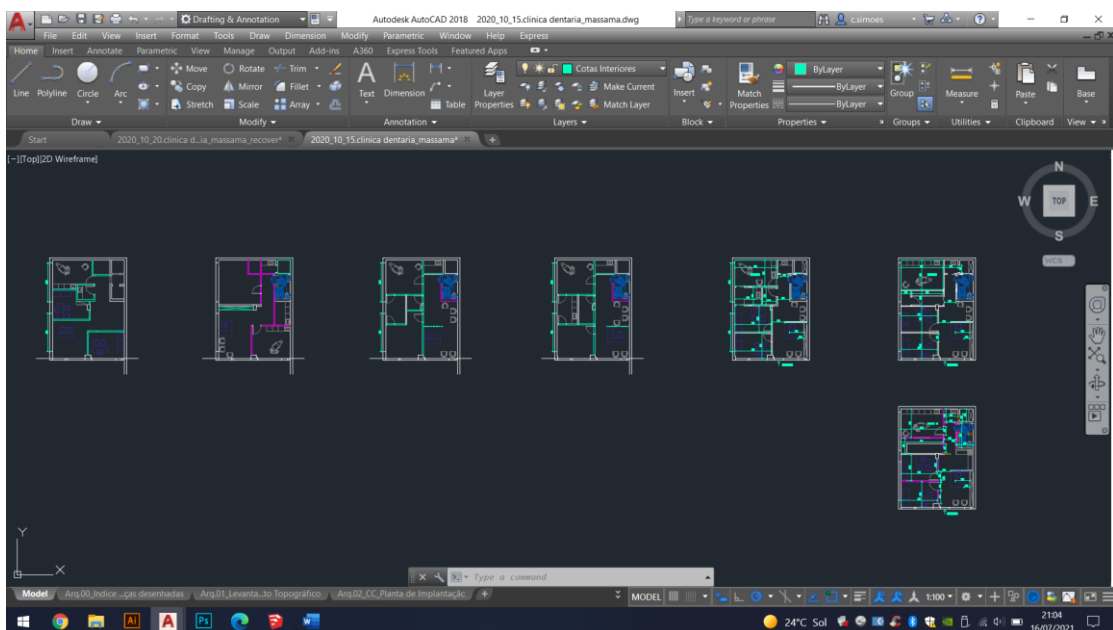 Drafting & Annotation Autodesk AutoCAD 2018 2020_10_15.clinica dentaria_massama.dwg Type a keyword or phrase c.simoes
File Edit View Insert Format Tools Draw Dimension Modify Parametric Window Help Express
Home Insert Annotate Parametric View Manage Output Add-ins A360 Express Tools Featured Apps
Line Polyline Circle Arc Move Rotate Trim Text Dimension Layer Properties Cotas Interiores Insert Match Properties ByLayer Group Measure Paste Base
Copy Mirror Fillet Make Current ByLayer
Stretch Scale Array Table Match Layer ByLayer
Draw Modify Annotation Layers Block Properties Groups Utilities Clipboard View
Start 2020_10_20.clinica d...ia_massama_recover* 2020_10_15.clinica dentaria_massama*
[−][Top][2D Wireframe]
N
W TOP E
S
WCS
Y
X
Type a command
Model Arq.00_Indice ...ças desenhadas Arq.01_Levanta...to Topográfico Arq.02_CC_Planta de Implantação MODEL 1:100
Ai A Ps W 24°C Sol 21:04
16/07/2021